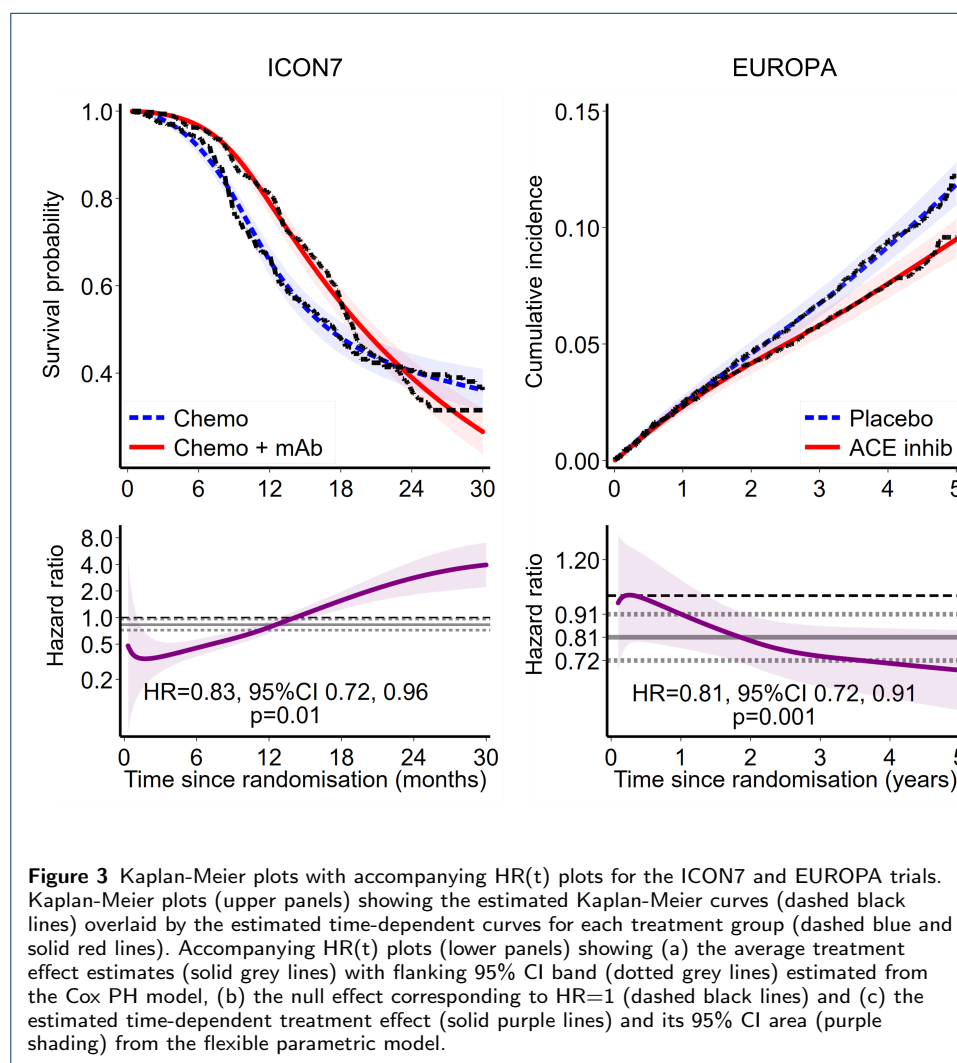 ICON7
EUROPA
Survival probability
1.0
0.8
0.6
0.4
Chemo
Chemo + mAb
0 6 12 18 24 30
Cumulative incidence
0.15
0.10
0.05
0.00
Placebo
ACE inhib
0 1 2 3 4 5
Hazard ratio
8.0
4.0
2.0
1.0
0.5
0.2
HR=0.83, 95%CI 0.72, 0.96
p=0.01
0 6 12 18 24 30
Time since randomisation (months)
Hazard ratio
1.20
0.91
0.81
0.72
HR=0.81, 95%CI 0.72, 0.91
p=0.001
0 1 2 3 4 5
Time since randomisation (years)
Figure 3 Kaplan-Meier plots with accompanying HR(t) plots for the ICON7 and EUROPA trials.
Kaplan-Meier plots (upper panels) showing the estimated Kaplan-Meier curves (dashed black
lines) overlaid by the estimated time-dependent curves for each treatment group (dashed blue and
solid red lines). Accompanying HR(t) plots (lower panels) showing (a) the average treatment
effect estimates (solid grey lines) with flanking 95% CI band (dotted grey lines) estimated from
the Cox PH model, (b) the null effect corresponding to HR=1 (dashed black lines) and (c) the
estimated time-dependent treatment effect (solid purple lines) and its 95% CI area (purple
shading) from the flexible parametric model.